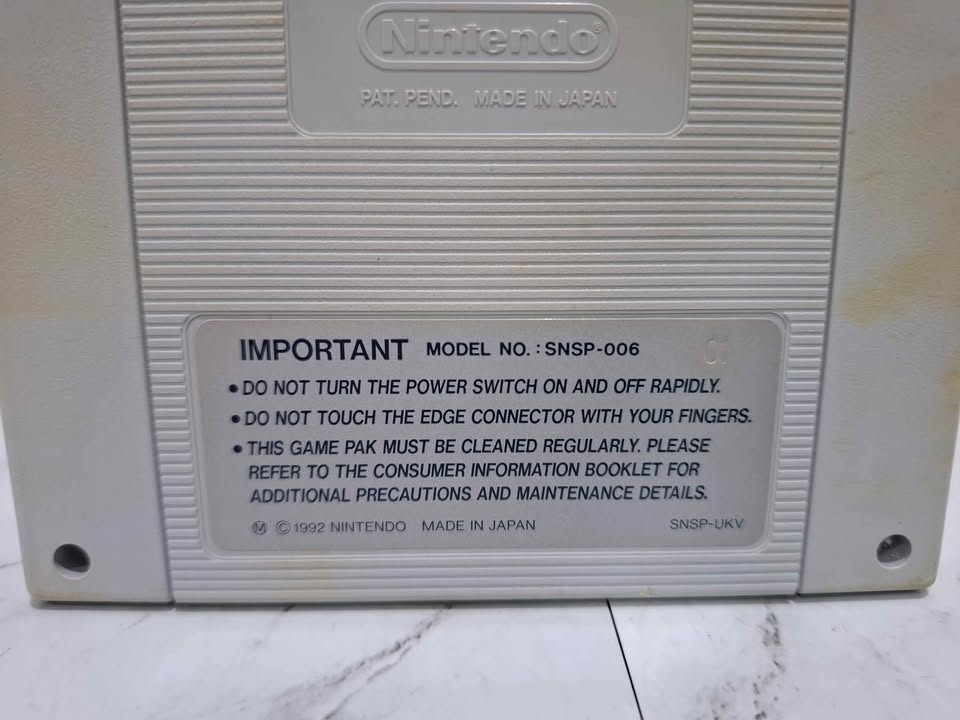 Nintendo®
PAT. PEND. MADE IN JAPAN
IMPORTANT MODEL NO. : SNSP-006
• DO NOT TURN THE POWER SWITCH ON AND OFF RAPIDLY.
• DO NOT TOUCH THE EDGE CONNECTOR WITH YOUR FINGERS.
• THIS GAME PAK MUST BE CLEANED REGULARLY. PLEASE
REFER TO THE CONSUMER INFORMATION BOOKLET FOR
ADDITIONAL PRECAUTIONS AND MAINTENANCE DETAILS.
Ⓜ © 1992 NINTENDO MADE IN JAPAN SNSP-UKV